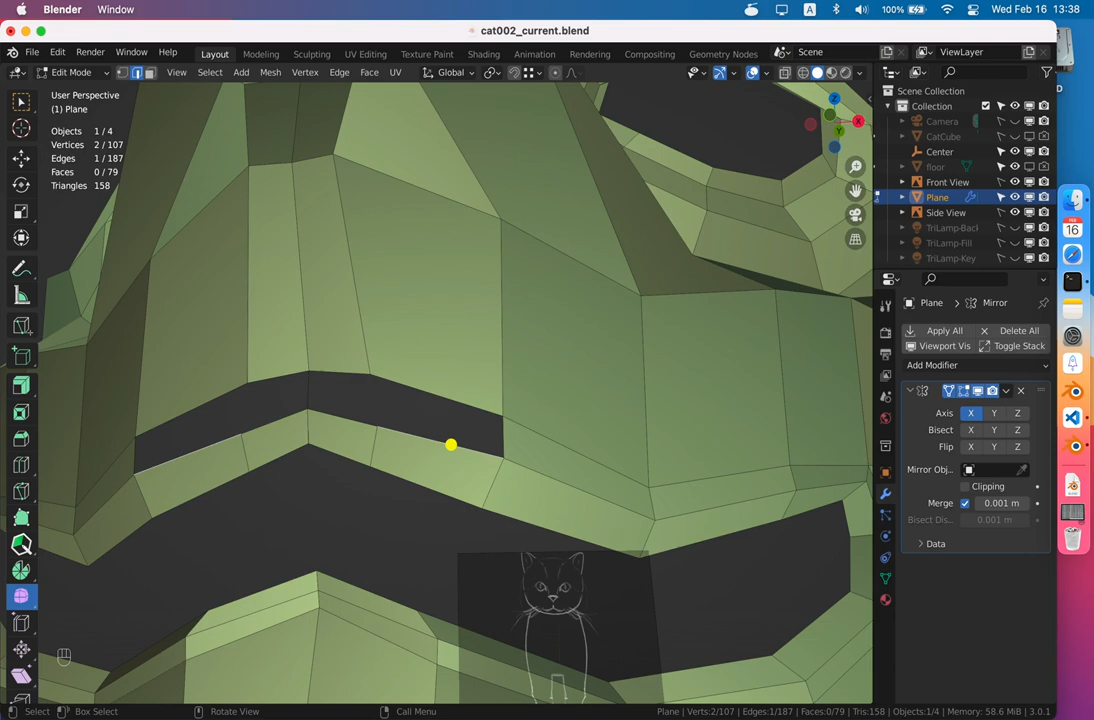 Blender Window A 100% Wed Feb 16 13:38
cat002_current.blend
File Edit Render Window Help Layout Modeling Sculpting UV Editing Texture Paint Shading Animation Rendering Compositing Geometry Nodes Scene ViewLayer
Edit Mode View Select Add Mesh Vertex Edge Face UV Global
User Perspective
(1) Plane
Objects 1 / 4
Vertices 2 / 107
Edges 1 / 187
Faces 0 / 79
Triangles 158
Z
X
Y
Scene Collection
Collection
Camera
CatCube
Center
floor
Front View
Plane
Side View
TriLamp-Back
TriLamp-Fill
TriLamp-Key
Plane > Mirror
Apply All Delete All
Viewport Vis Toggle Stack
Add Modifier
Axis X Y Z
Bisect X Y Z
Flip X Y Z
Mirror Obj..
Clipping
Merge 0.001 m
Bisect Dis... 0.001 m
Data
FEB
16
Select Box Select Rotate View Call Menu Plane | Verts:2/107 | Edges:1/187 | Faces:0/79 | Tris:158 | Objects:1/4 | Memory: 58.6 MiB | 3.0.1